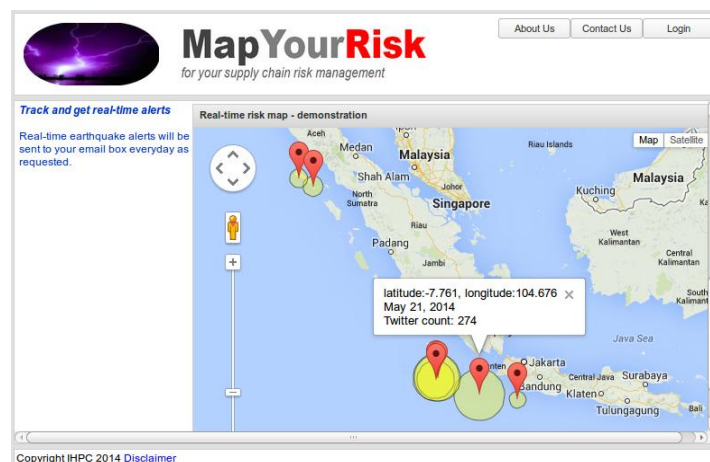 About Us
Contact Us
Login
MapYourRisk
for your supply chain risk management
Track and get real-time alerts
Real-time earthquake alerts will be
sent to your email box everyday as
requested.
Real-time risk map - demonstration
Map
Satellite
Aceh
Medan
Malaysia
Riau Islands
Shah Alam
Johor
North
Sumatra
Singapore
Kuching
Malaysia
Riau
Padang
Jambi
West
Kalimantan
Central
Kalimantan
South
Kalimant
latitude:-7.761, longitude:104.676
May 21, 2014
Twitter count: 274
Java Sea
Jakarta
Bandung
Central Java
Surabaya
Klaten
Tulungagung
Bali
Copyright IHPC 2014 Disclaimer